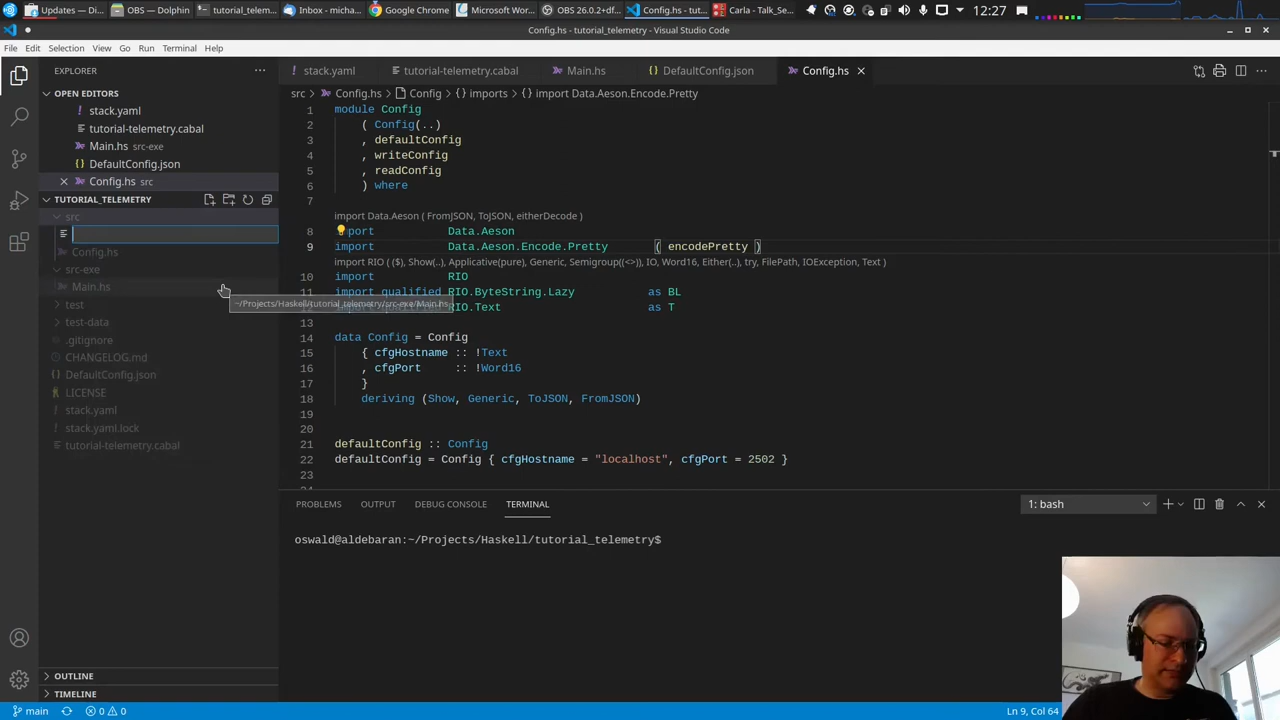 Updates — Di...
OBS — Dolphin
tutorial_telem...
Inbox - micha...
Google Chrome
Microsoft Wor...
OBS 26.0.2+df...
Config.hs - tut...
Carla - Talk_Se...
12:27
Config.hs - tutorial_telemetry - Visual Studio Code
File Edit Selection View Go Run Terminal Help
EXPLORER
stack.yaml
tutorial-telemetry.cabal
Main.hs
DefaultConfig.json
Config.hs
OPEN EDITORS
stack.yaml
tutorial-telemetry.cabal
Main.hs src-exe
DefaultConfig.json
Config.hs src
TUTORIAL_TELEMETRY
src
Config.hs
src-exe
Main.hs
~/Projects/Haskell/tutorial_telemetry/src-exe/Main.hs
test
test-data
.gitignore
CHANGELOG.md
DefaultConfig.json
LICENSE
stack.yaml
stack.yaml.lock
tutorial-telemetry.cabal
OUTLINE
TIMELINE
src > Config.hs > Config > {} imports > import Data.Aeson.Encode.Pretty
1 module Config
2 ( Config(..)
3 , defaultConfig
4 , writeConfig
5 , readConfig
6 ) where
7
import Data.Aeson ( FromJSON, ToJSON, eitherDecode )
8 import Data.Aeson
9 import Data.Aeson.Encode.Pretty ( encodePretty )
import RIO ( ($), Show(..), Applicative(pure), Generic, Semigroup((<>)), IO, Word16, Either(..), try, FilePath, IOException, Text )
10 import RIO
11 import qualified RIO.ByteString.Lazy as BL
12 RIO.Text as T
13
14 data Config = Config
15 { cfgHostname :: !Text
16 , cfgPort :: !Word16
17 }
18 deriving (Show, Generic, ToJSON, FromJSON)
19
20
21 defaultConfig :: Config
22 defaultConfig = Config { cfgHostname = "localhost", cfgPort = 2502 }
23
PROBLEMS OUTPUT DEBUG CONSOLE TERMINAL
1: bash
oswald@aldebaran:~/Projects/Haskell/tutorial_telemetry$
main
0 0
Ln 9, Col 64